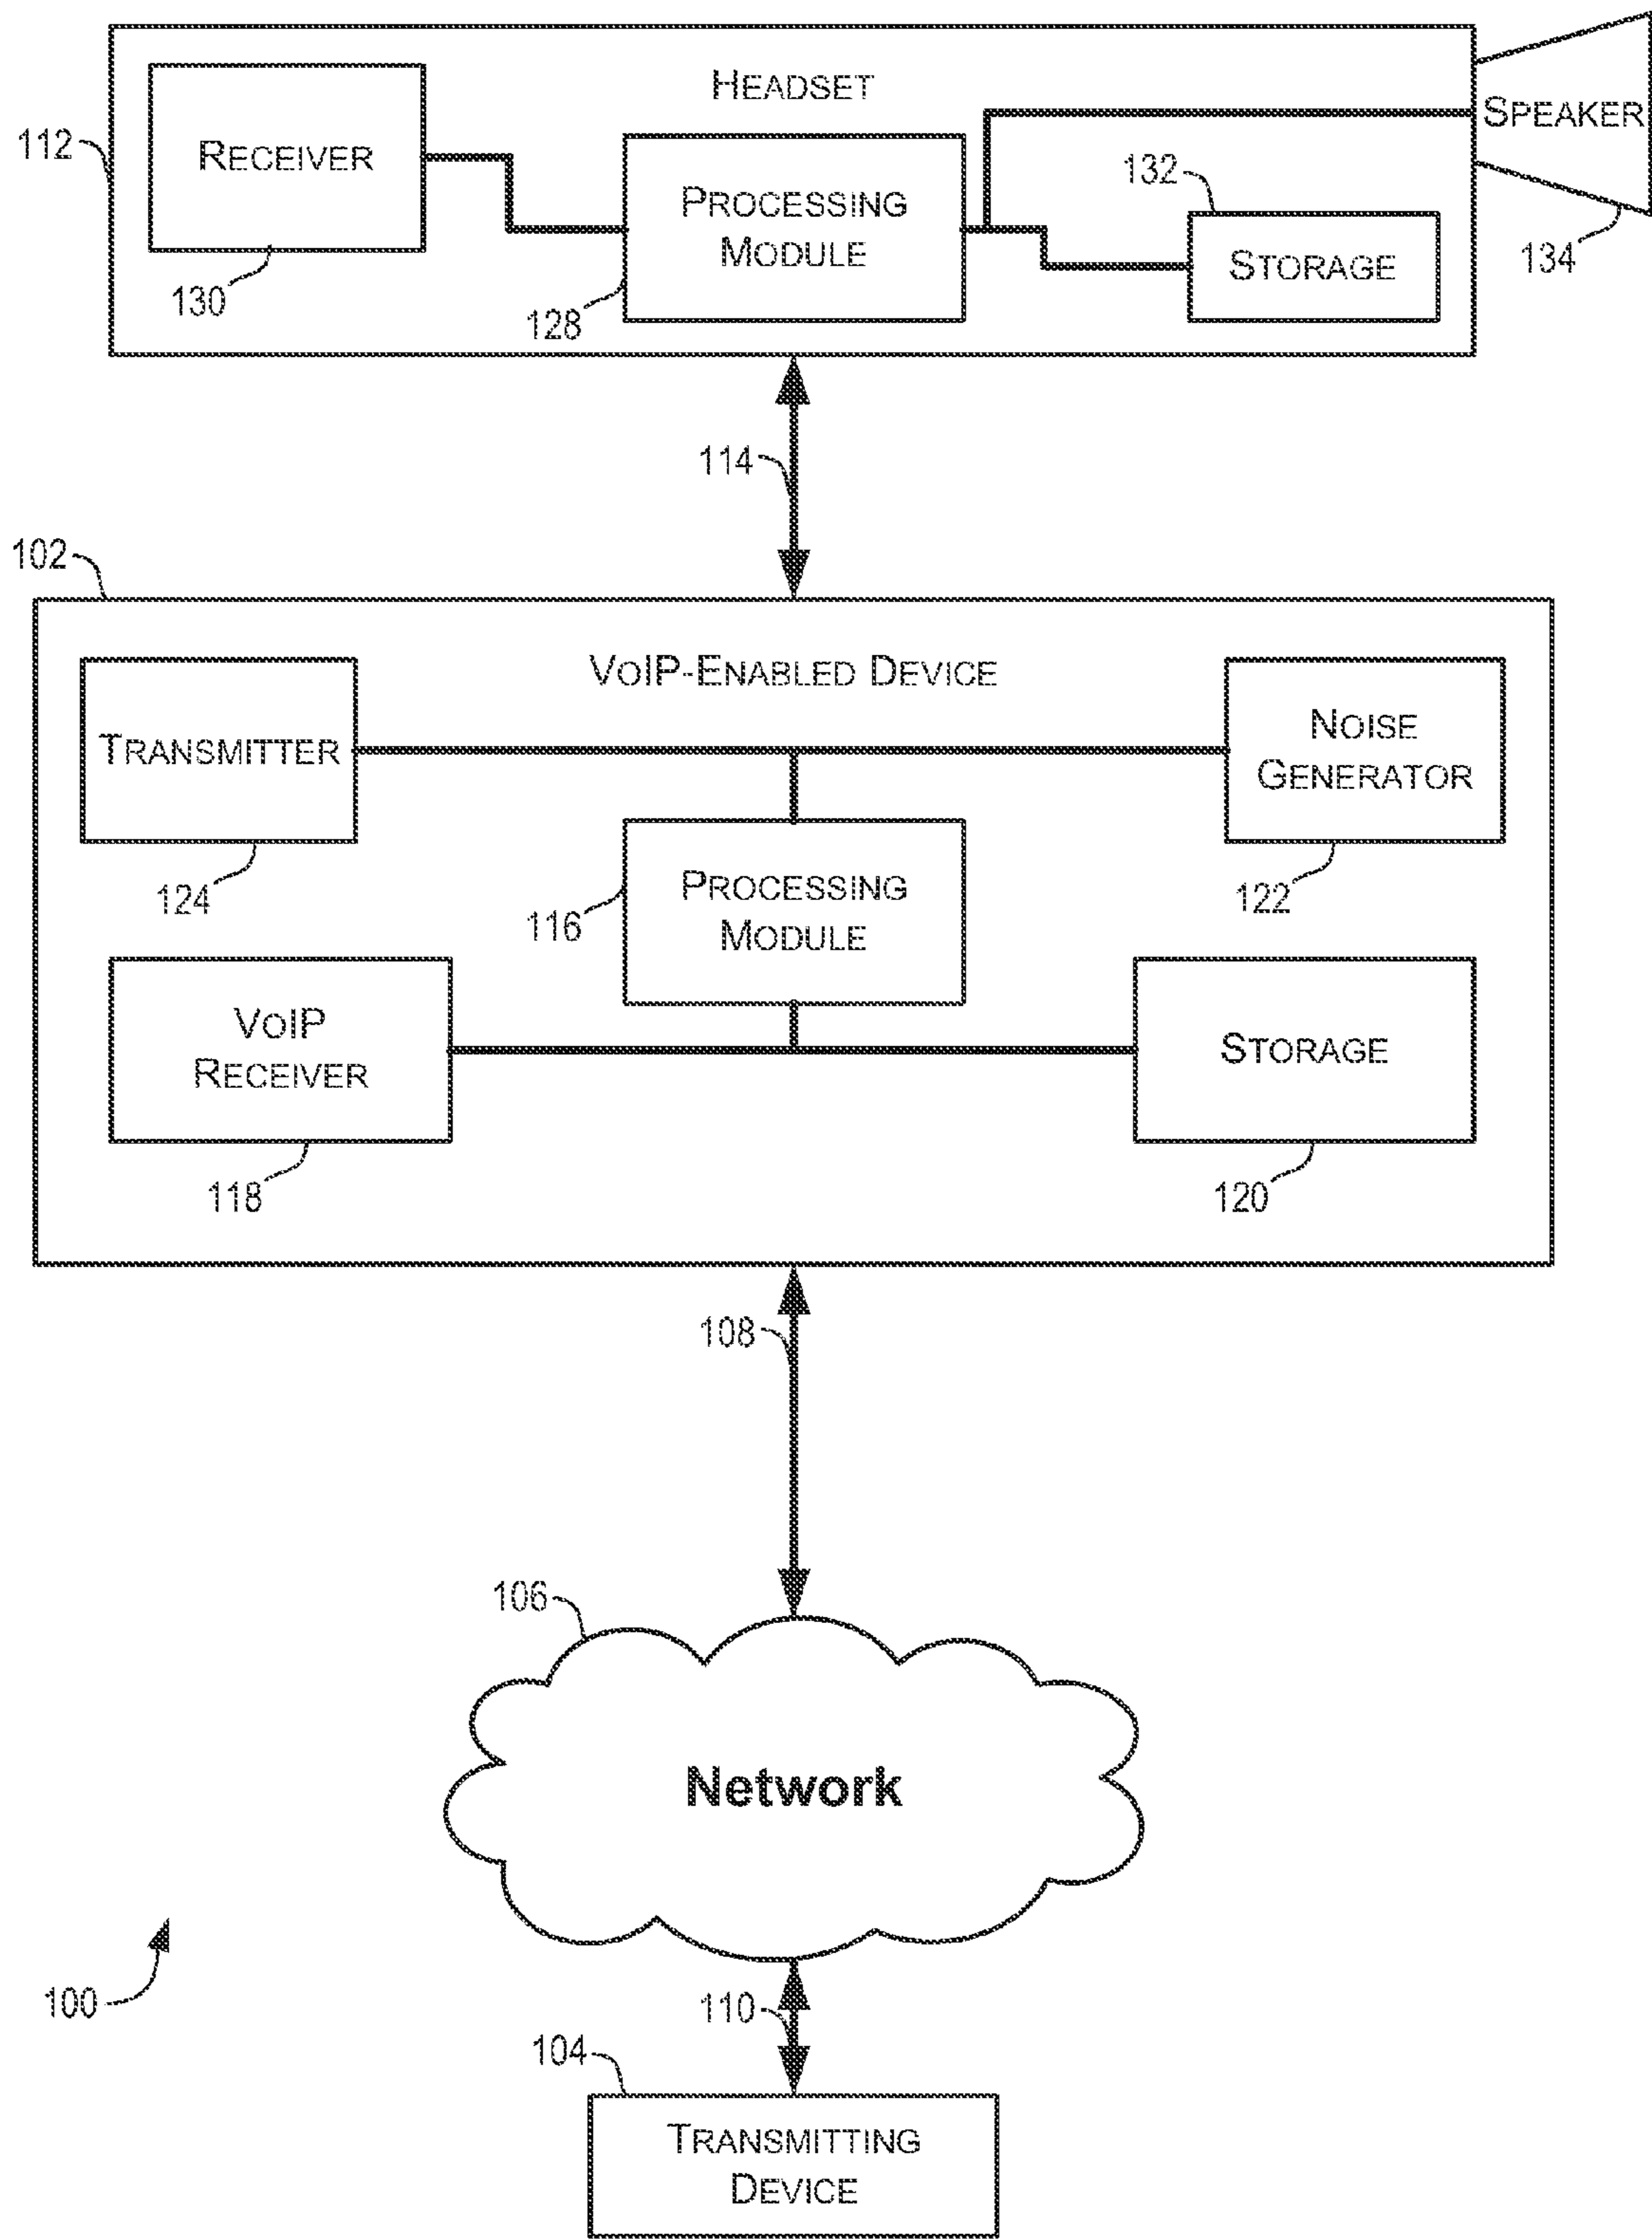 HEADSET
SPEAKER
112
RECEIVER
PROCESSING
MODULE
132
STORAGE
130
128
134
114
102
VOIP-ENABLED DEVICE
TRANSMITTER
NOISE
GENERATOR
124
116
PROCESSING
MODULE
122
VOIP
RECEIVER
STORAGE
118
120
108
106
Network
100
110
104
TRANSMITTING
DEVICE